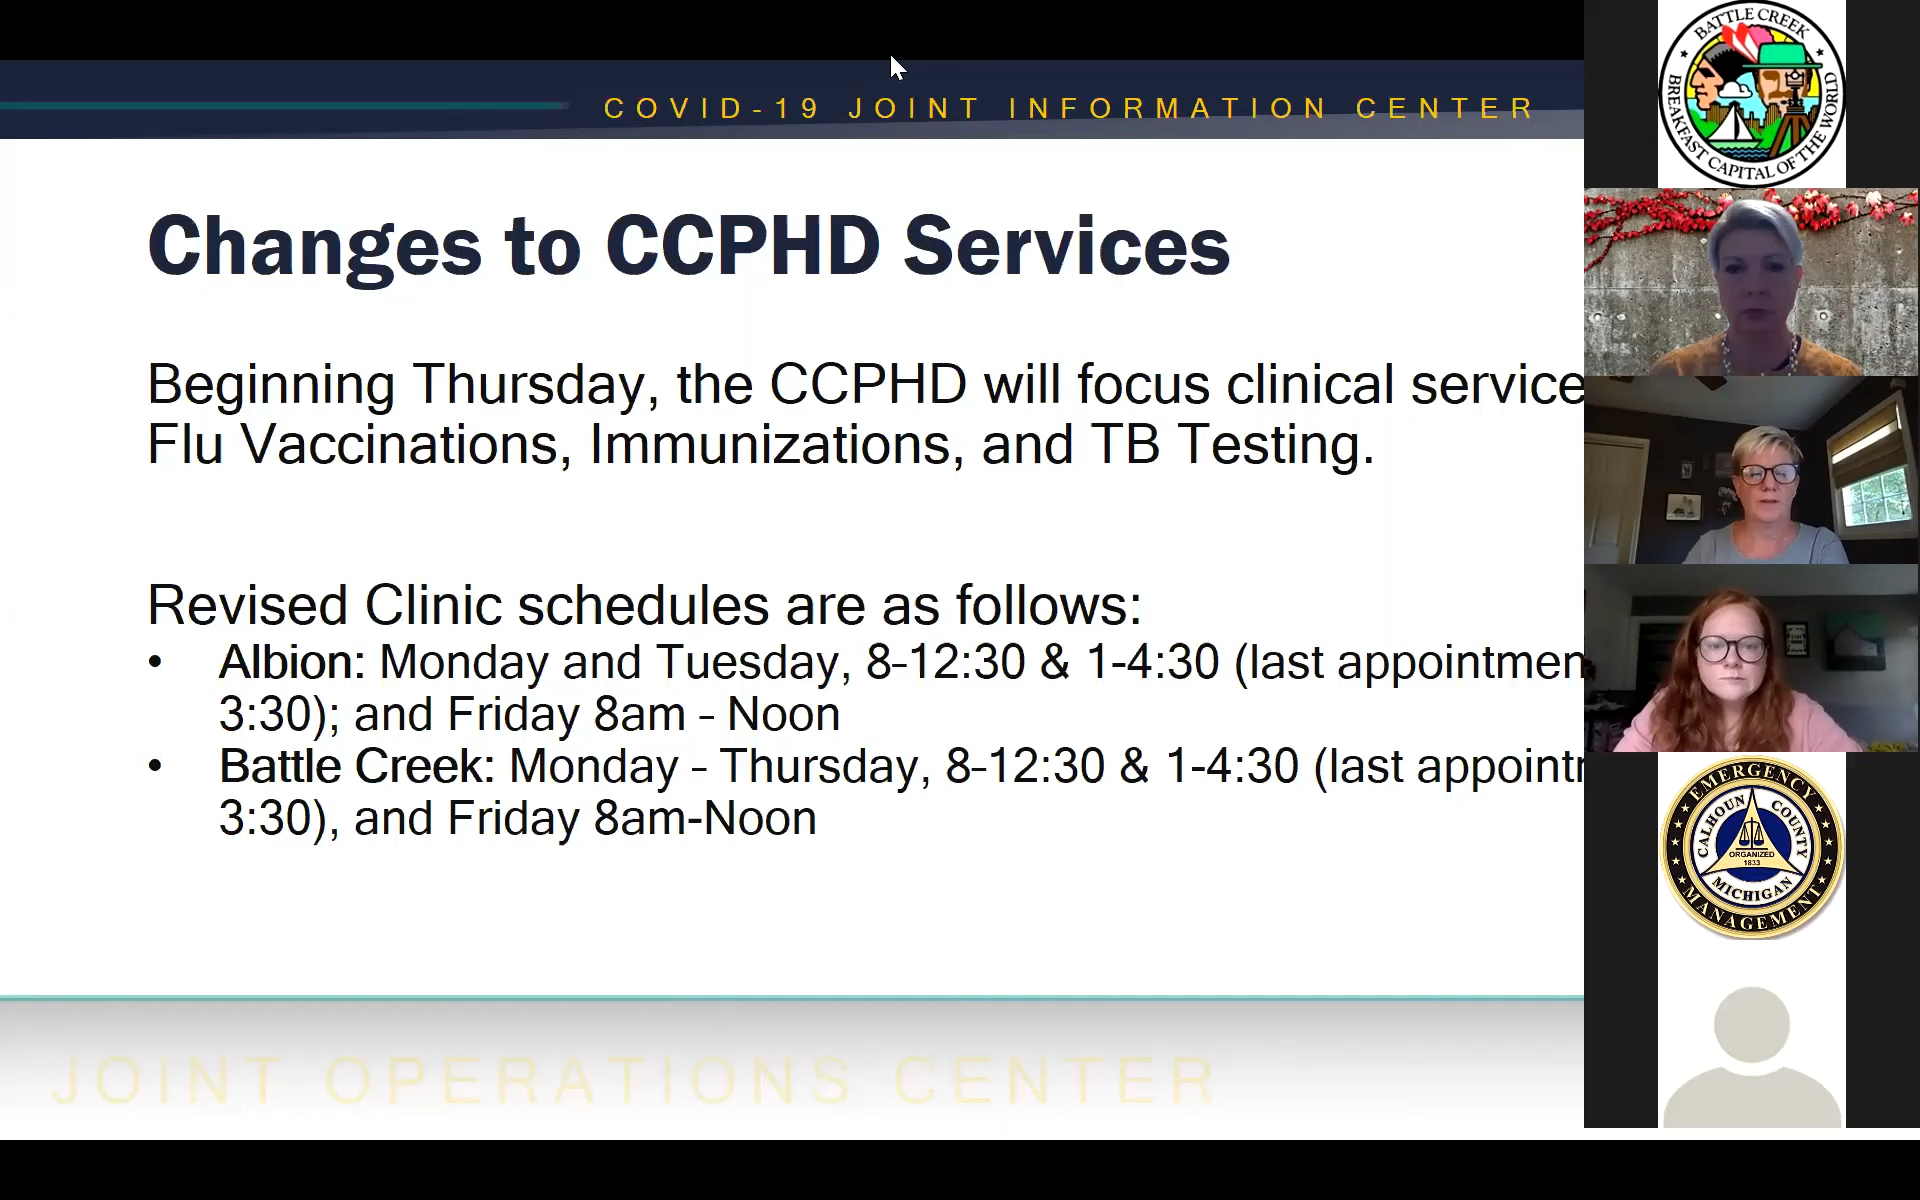 COVID-19 JOINT INFORMATION CENTER
Changes to CCPHD Services
Beginning Thursday, the CCPHD will focus clinical service
Flu Vaccinations, Immunizations, and TB Testing.
Revised Clinic schedules are as follows:
• Albion: Monday and Tuesday, 8–12:30 & 1-4:30 (last appointmen
3:30); and Friday 8am – Noon
• Battle Creek: Monday – Thursday, 8–12:30 & 1-4:30 (last appoint
3:30), and Friday 8am-Noon
JOINT OPERATIONS CENTER
BATTLE CREEK
BREAKFAST CAPITAL OF THE WORLD
EMERGENCY
CALHOUN COUNTY
ORGANIZED
1833
MICHIGAN
MANAGEMENT